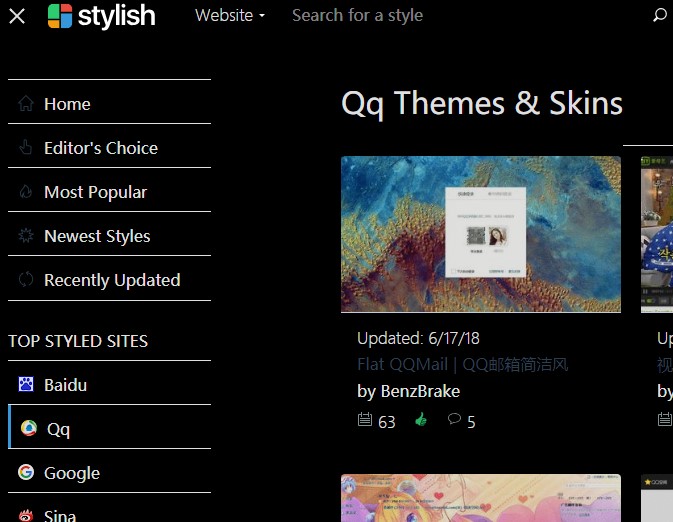 stylish
Website
Search for a style
Home
Editor's Choice
Most Popular
Newest Styles
Recently Updated
TOP STYLED SITES
Baidu
Qq
Google
Sina
Qq Themes & Skins
Updated: 6/17/18
Flat QQMail | QQ邮箱简洁风
by BenzBrake
63
5
Up
视
by